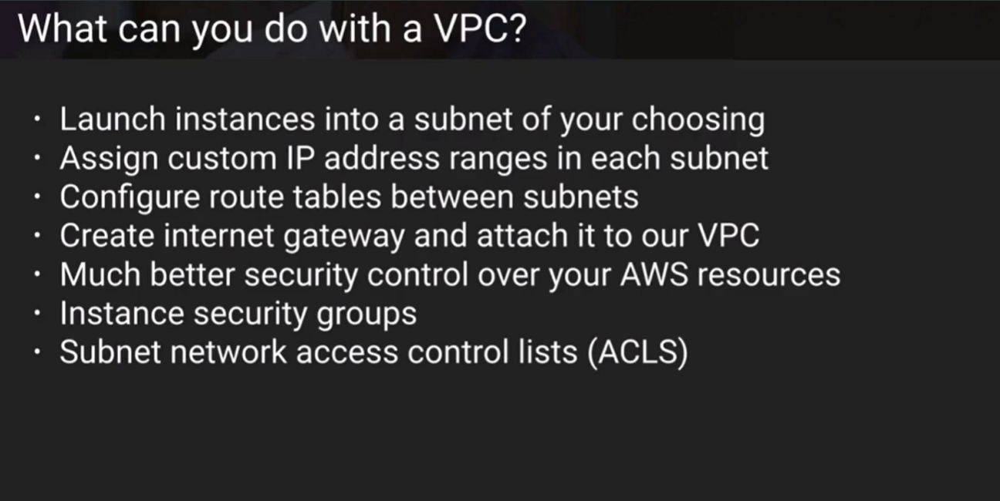 What can you do with a VPC?
· Launch instances into a subnet of your choosing
· Assign custom IP address ranges in each subnet
· Configure route tables between subnets
· Create internet gateway and attach it to our VPC
· Much better security control over your AWS resources
· Instance security groups
· Subnet network access control lists (ACLS)